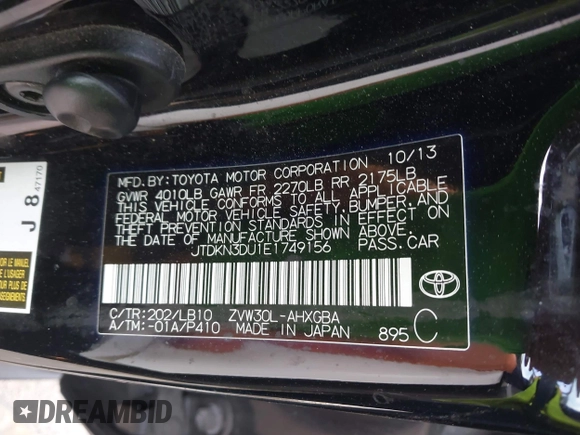 MFD. BY: TOYOTA MOTOR CORPORATION 10/13
GVWR 4010LB GAWR FR 2270LB RR 2175LB
THIS VEHICLE CONFORMS TO ALL APPLICABLE
FEDERAL MOTOR VEHICLE SAFETY, BUMPER, AND
THEFT PREVENTION STANDARDS IN EFFECT ON
THE DATE OF MANUFACTURE SHOWN ABOVE.
JTDKN3DU1E1749156 PASS. CAR
C/TR: 202/LB10 ZVW30L-AHXGBA
A/TM: -01A/P410 MADE IN JAPAN 895 C
TOYOTA
J 8 47170
DREAMBID